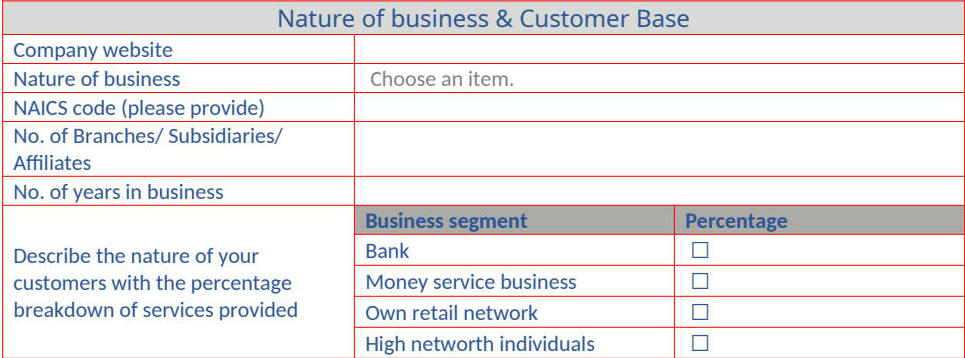 Nature of business & Customer Base
Company website
Nature of business Choose an item.
NAICS code (please provide)
No. of Branches/ Subsidiaries/
Affiliates
No. of years in business
Describe the nature of your
customers with the percentage
breakdown of services provided
Business segment Percentage
Bank ☐
Money service business ☐
Own retail network ☐
High networth individuals ☐